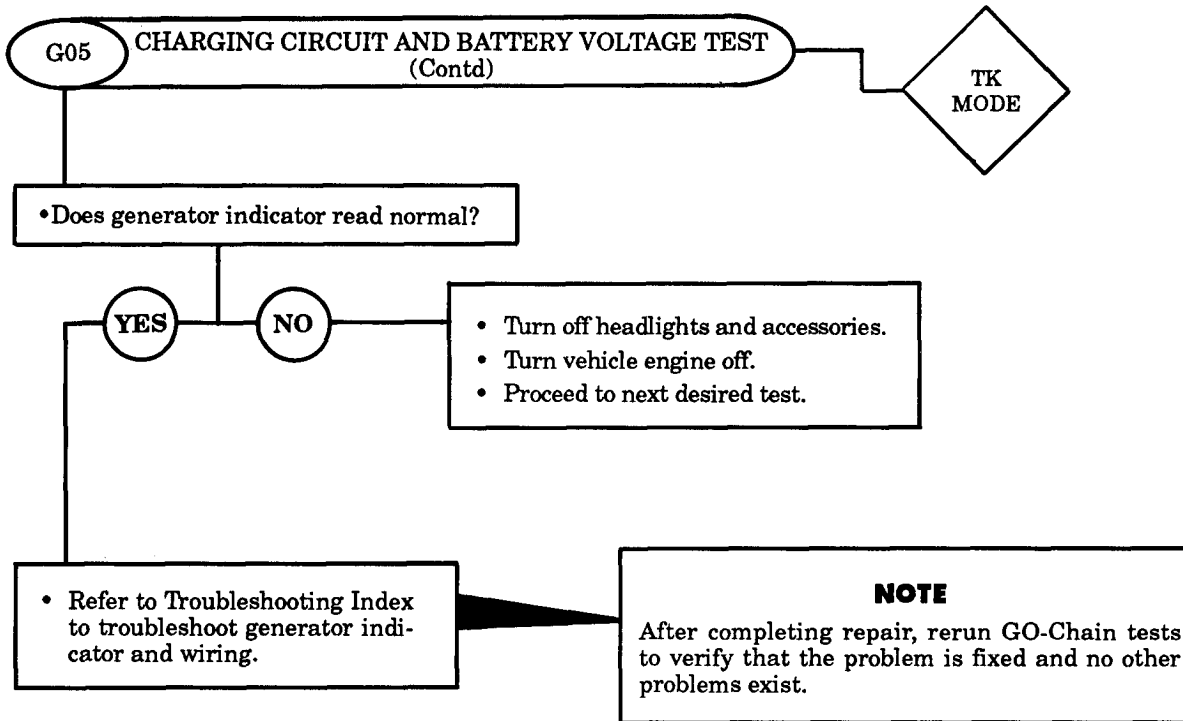 G05
CHARGING CIRCUIT AND BATTERY VOLTAGE TEST
(Contd)
TK
MODE
•Does generator indicator read normal?
YES
NO
• Turn off headlights and accessories.
• Turn vehicle engine off.
• Proceed to next desired test.
• Refer to Troubleshooting Index
to troubleshoot generator indi-
cator and wiring.
NOTE
After completing repair, rerun GO-Chain tests
to verify that the problem is fixed and no other
problems exist.